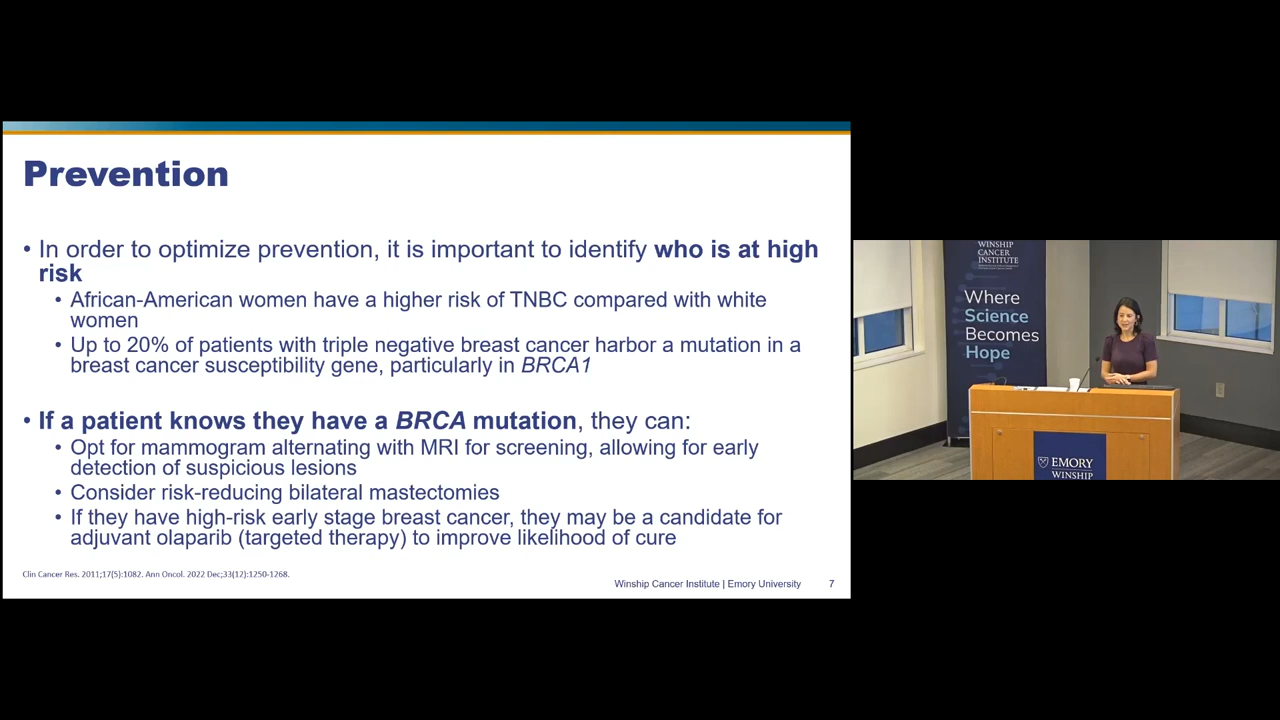 Prevention
• In order to optimize prevention, it is important to identify who is at high
risk
• African-American women have a higher risk of TNBC compared with white
women
• Up to 20% of patients with triple negative breast cancer harbor a mutation in a
breast cancer susceptibility gene, particularly in BRCA1
• If a patient knows they have a BRCA mutation, they can:
• Opt for mammogram alternating with MRI for screening, allowing for early
detection of suspicious lesions
• Consider risk-reducing bilateral mastectomies
• If they have high-risk early stage breast cancer, they may be a candidate for
adjuvant olaparib (targeted therapy) to improve likelihood of cure
Clin Cancer Res. 2011;17(5):1082. Ann Oncol. 2022 Dec;33(12):1250-1268.
Winship Cancer Institute | Emory University 7
WINSHIP
CANCER
INSTITUTE
Where
Science
Becomes
Hope
EMORY
WINSHIP